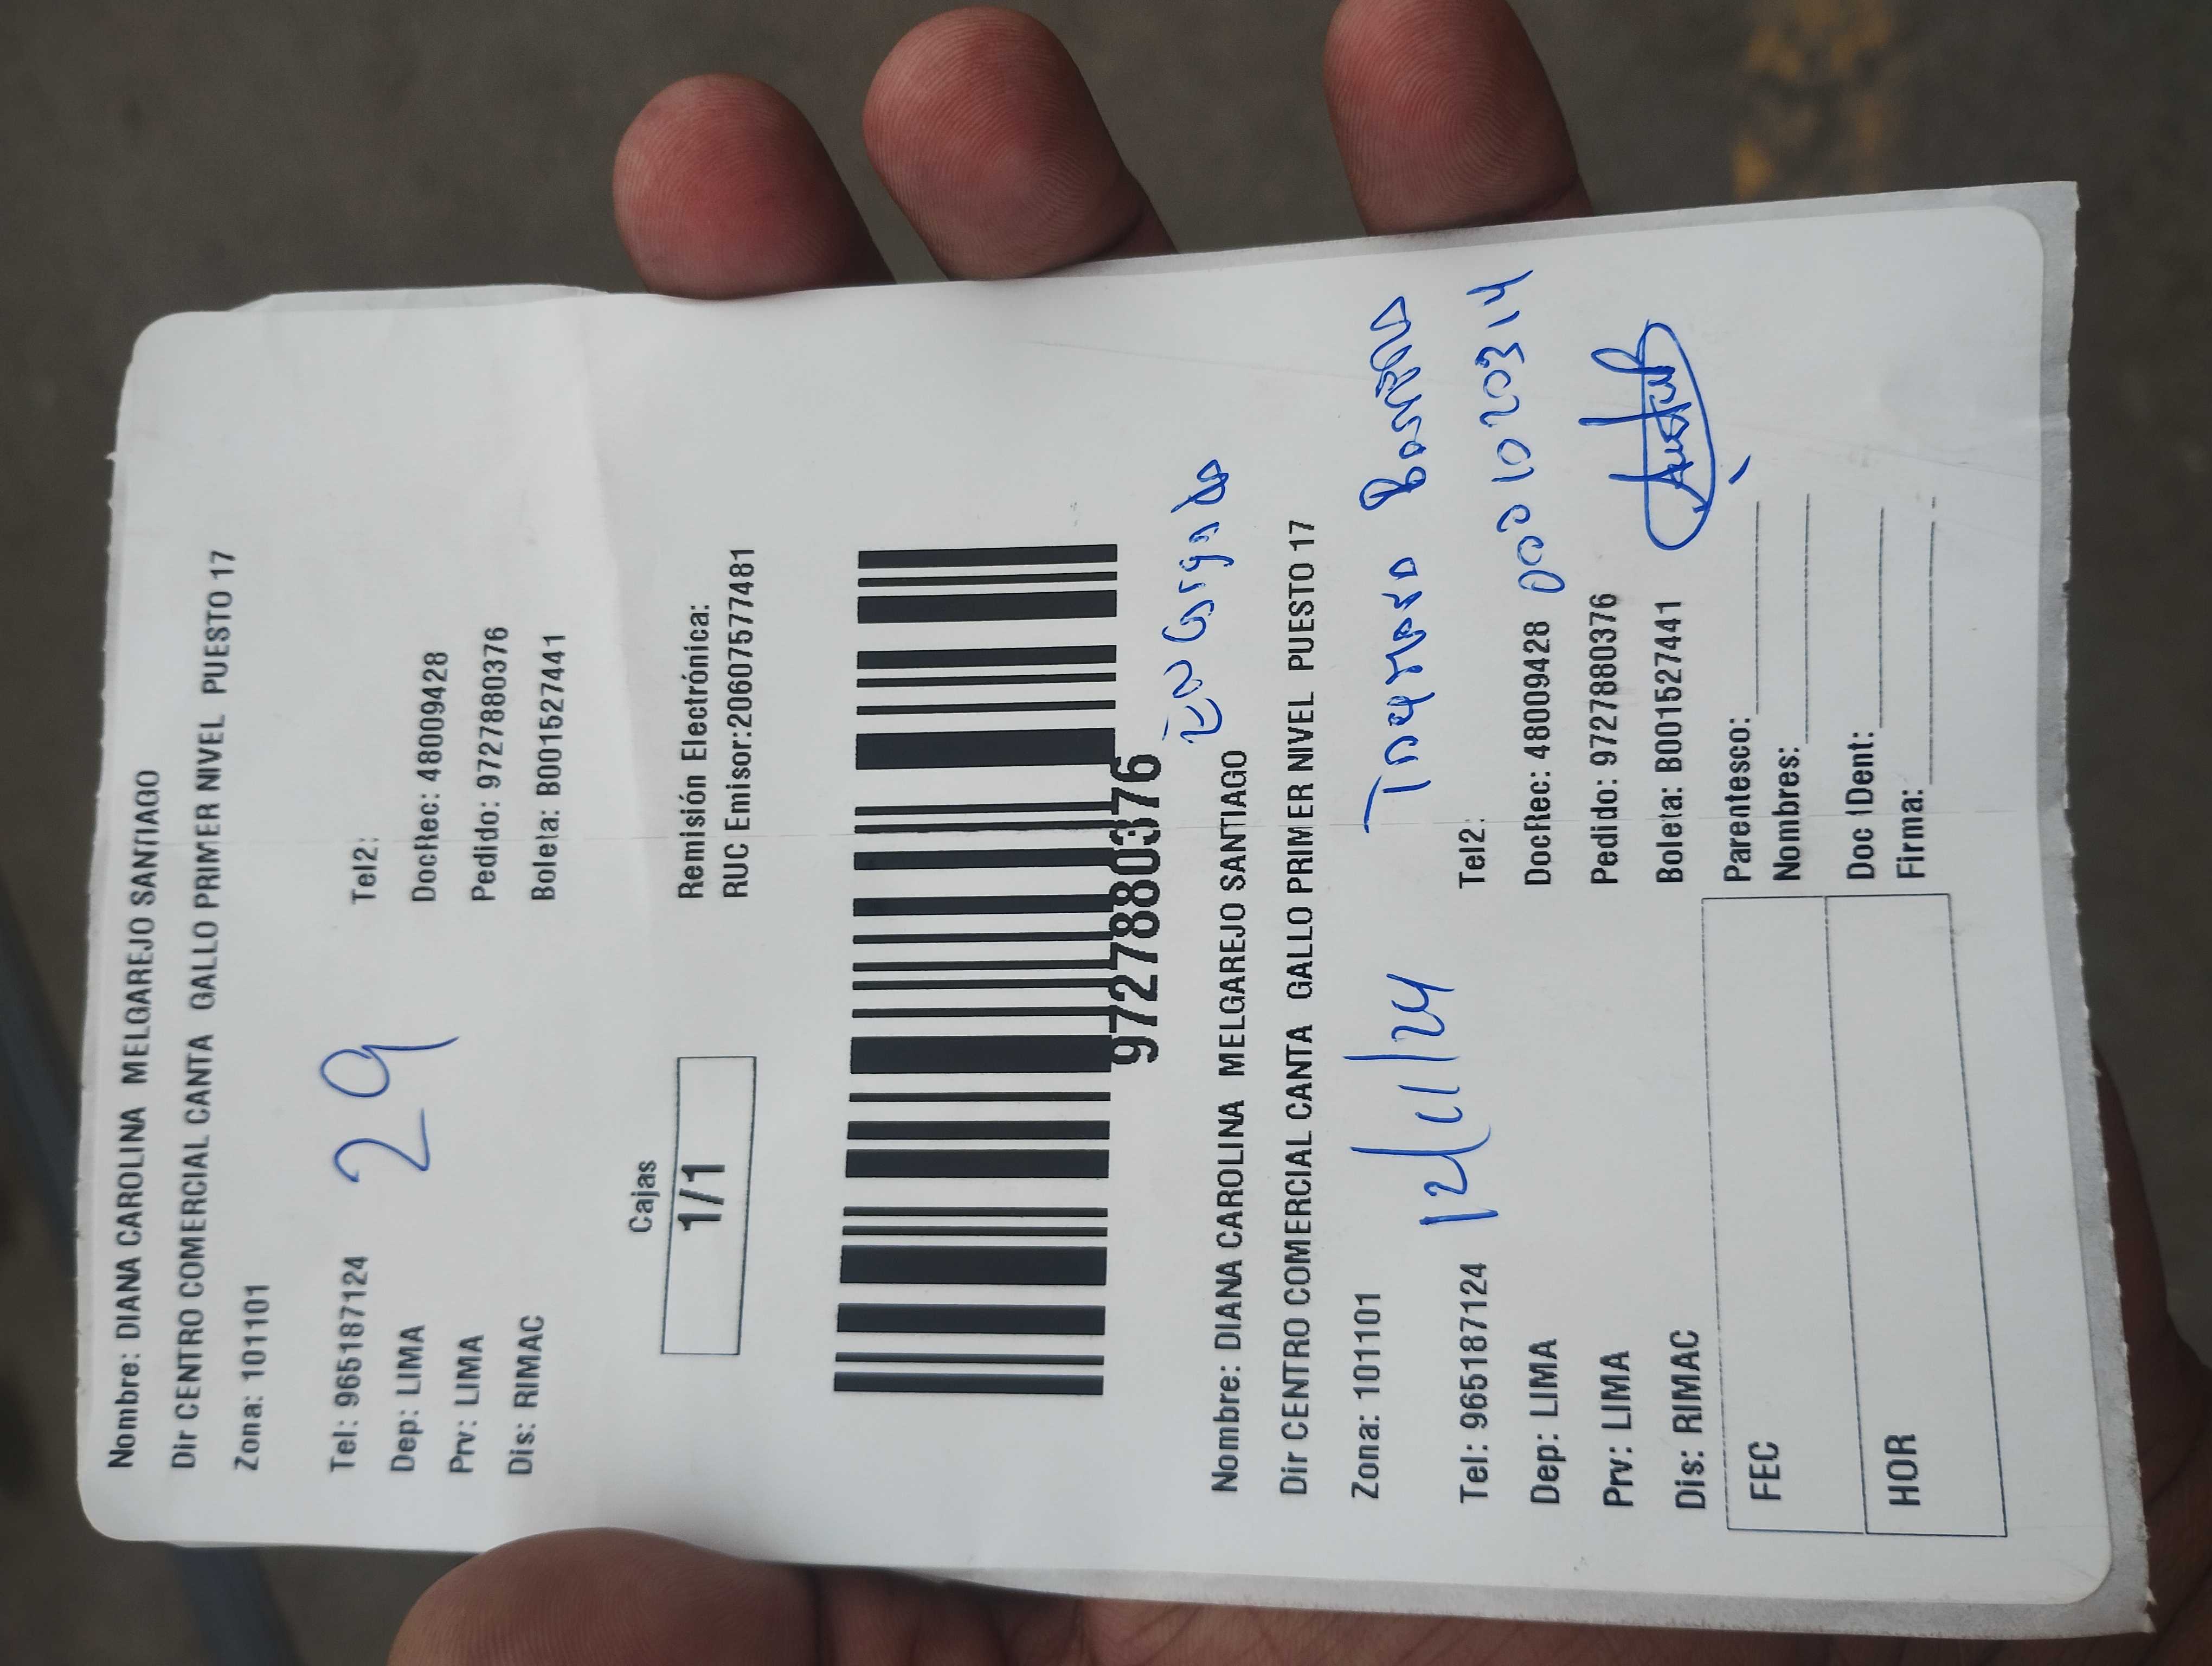 Nombre: DIANA CAROLINA MELGAREJO SANTIAGO
Dir CENTRO COMERCIAL CANTA GALLO PRIMER NIVEL PUESTO 17
Zona: 101101
29
Tel: 965187124 Tel2:
Dep: LIMA DocRec: 48009428
Prv: LIMA Pedido: 9727880376
Dis: RIMAC Boleta: B001527441
Cajas
1/1
Remisión Electrónica:
RUC Emisor:20607577481
9727880376
Encargado
Nombre: DIANA CAROLINA MELGAREJO SANTIAGO
Dir CENTRO COMERCIAL CANTA GALLO PRIMER NIVEL PUESTO 17
Zona: 101101
12/11/24
Tel: 965187124 Tel2:
Dep: LIMA DocRec: 48009428 001020314
Prv: LIMA Pedido: 9727880376
Dis: RIMAC Boleta: B001527441
FEC Parentesco:
Nombres:
HOR Doc IDent:
Firma: